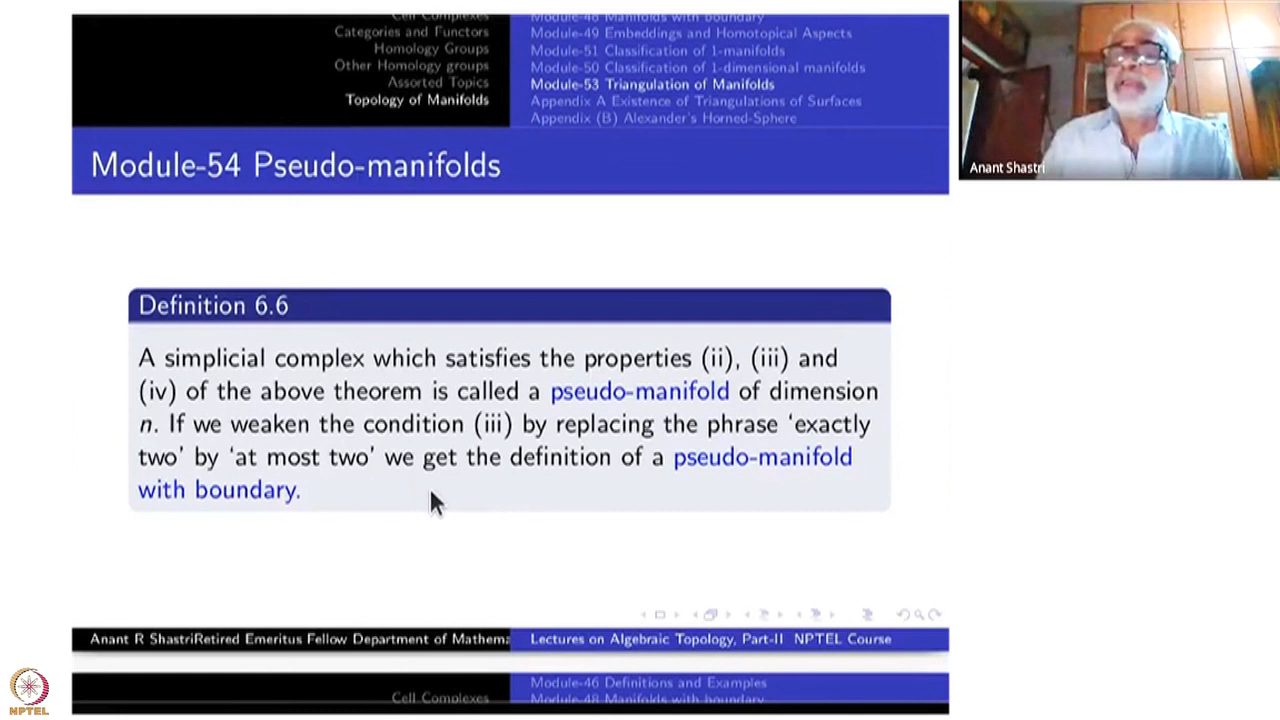 Cell Complexes
Categories and Functors
Homology Groups
Other Homology groups
Assorted Topics
Topology of Manifolds
Module-48 Manifolds with boundary
Module-49 Embeddings and Homotopical Aspects
Module-51 Classification of 1-manifolds
Module-50 Classification of 1-dimensional manifolds
Module-53 Triangulation of Manifolds
Appendix A Existence of Triangulations of Surfaces
Appendix (B) Alexander's Horned-Sphere
Anant Shastri
Module-54 Pseudo-manifolds
Definition 6.6
A simplicial complex which satisfies the properties (ii), (iii) and
(iv) of the above theorem is called a pseudo-manifold of dimension
n. If we weaken the condition (iii) by replacing the phrase ‘exactly
two’ by ‘at most two’ we get the definition of a pseudo-manifold
with boundary.
Anant R ShastriRetired Emeritus Fellow Department of Mathema
Lectures on Algebraic Topology, Part-II NPTEL Course
Cell Complexes
Module-46 Definitions and Examples
Module-48 Manifolds with boundary
NPTEL